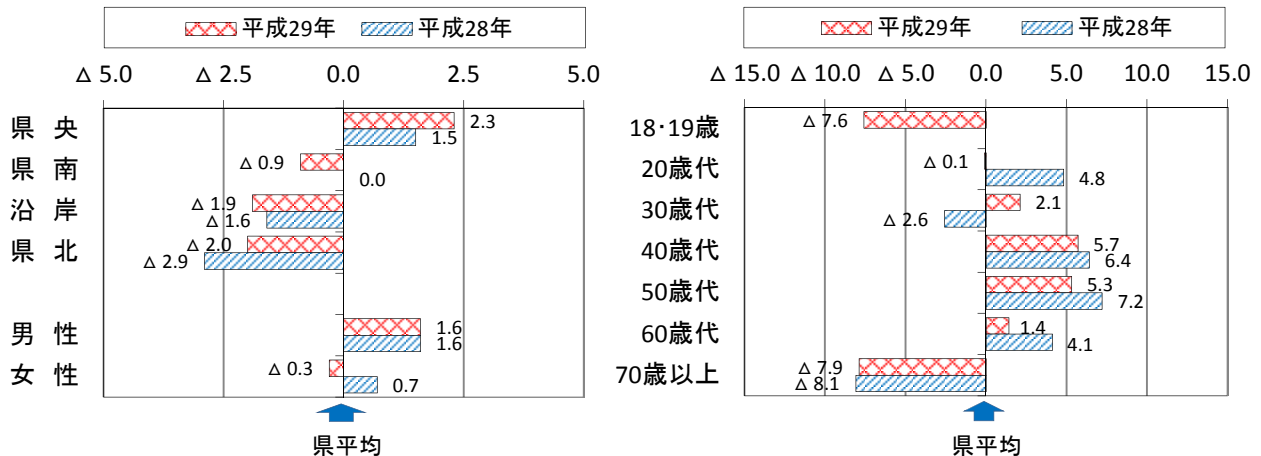 平成29年 平成28年
△ 5.0 △ 2.5 0.0 2.5 5.0
県 央 2.3
1.5
県 南 △ 0.9
0.0
沿 岸 △ 1.9
△ 1.6
県 北 △ 2.0
△ 2.9
男 性 1.6
1.6
女 性 △ 0.3
0.7
県平均
平成29年 平成28年
△ 15.0 △ 10.0 △ 5.0 0.0 5.0 10.0 15.0
18・19歳 △ 7.6
20歳代 △ 0.1
4.8
30歳代 2.1
△ 2.6
40歳代 5.7
6.4
50歳代 5.3
7.2
60歳代 1.4
4.1
70歳以上 △ 7.9
△ 8.1
県平均